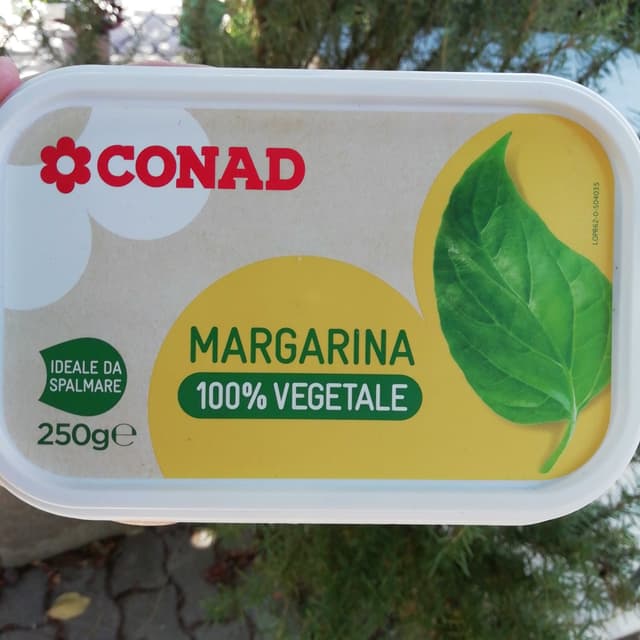 CONAD
MARGARINA
100% VEGETALE
IDEALE DA
SPALMARE
250g℮